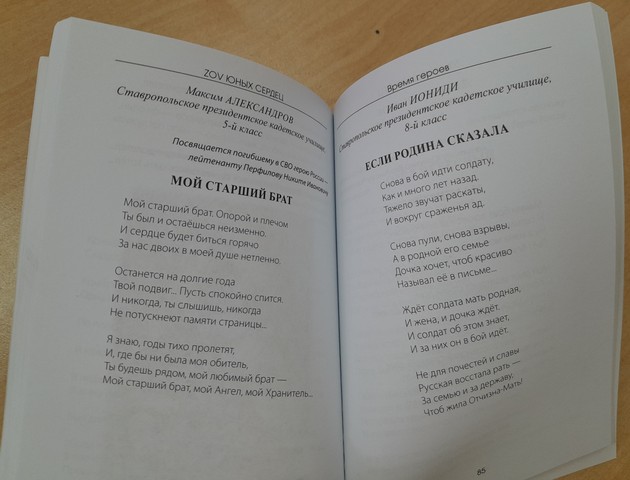 ZOV ЮНЫХ СЕРДЕЦ
Максим АЛЕКСАНДРОВ
Ставропольское президентское кадетское училище,
5-й класс
Посвящается погибшему в СВО герою России —
лейтенанту Перфилову Никите Ивановичу
МОЙ СТАРШИЙ БРАТ
Мой старший брат. Опорой и плечом
Ты был и остаёшься неизменно.
И сердце будет биться горячо
За нас двоих в моей душе нетленно.
Останется на долгие года
Твой подвиг... Пусть спокойно спится.
И никогда, ты слышишь, никогда
Не потускнеют памяти страницы...
Я знаю, годы тихо пролетят,
И, где бы ни была моя обитель,
Ты будешь рядом, мой любимый брат —
Мой старший брат, мой Ангел, мой Хранитель...
Время героев
Иван ИОНИДИ
Ставропольское президентское кадетское училище,
8-й класс
ЕСЛИ РОДИНА СКАЗАЛА
Снова в бой идти солдату,
Как и много лет назад.
Тяжело звучат раскаты,
И вокруг сраженья ад.
Снова пули, снова взрывы,
А в родной его семье
Дочка хочет, чтоб красиво
Называл её в письме...
Ждёт солдата мать родная,
И жена, и дочка ждёт.
И солдат об этом знает,
И за них он в бой идёт.
Не для почестей и славы
Русская восстала рать —
За семью и за державу,
Чтоб жила Отчизна-Мать!
85